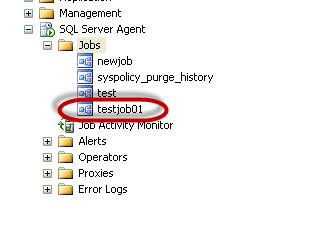 Management
SQL Server Agent
Jobs
newjob
syspolicy_purge_history
test
testjob01
Job Activity Monitor
Alerts
Operators
Proxies
Error Logs